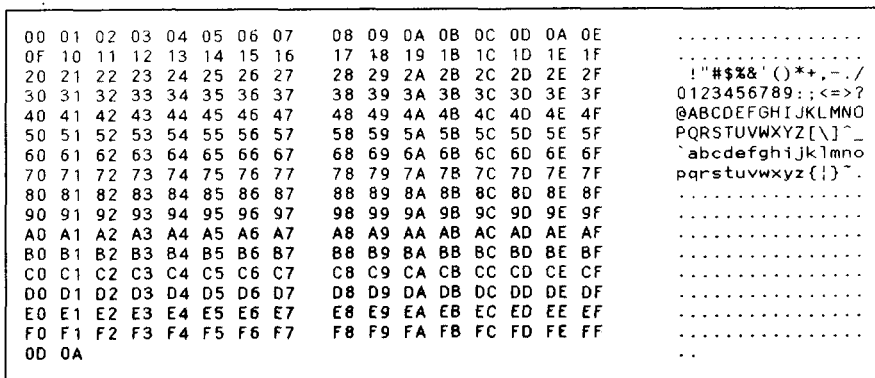 00 01 02 03 04 05 06 07 08 09 0A 0B 0C 0D 0A 0E ................
0F 10 11 12 13 14 15 16 17 18 19 1B 1C 1D 1E 1F ................
20 21 22 23 24 25 26 27 28 29 2A 2B 2C 2D 2E 2F  !"#$%&'()*+,-./
30 31 32 33 34 35 36 37 38 39 3A 3B 3C 3D 3E 3F 0123456789:;<=>?
40 41 42 43 44 45 46 47 48 49 4A 4B 4C 4D 4E 4F @ABCDEFGHIJKLMNO
50 51 52 53 54 55 56 57 58 59 5A 5B 5C 5D 5E 5F PQRSTUVWXYZ[\]^_
60 61 62 63 64 65 66 67 68 69 6A 6B 6C 6D 6E 6F `abcdefghijklmno
70 71 72 73 74 75 76 77 78 79 7A 7B 7C 7D 7E 7F pqrstuvwxyz{¦}~.
80 81 82 83 84 85 86 87 88 89 8A 8B 8C 8D 8E 8F ................
90 91 92 93 94 95 96 97 98 99 9A 9B 9C 9D 9E 9F ................
A0 A1 A2 A3 A4 A5 A6 A7 A8 A9 AA AB AC AD AE AF ................
B0 B1 B2 B3 B4 B5 B6 B7 B8 B9 BA BB BC BD BE BF ................
C0 C1 C2 C3 C4 C5 C6 C7 C8 C9 CA CB CC CD CE CF ................
D0 D1 D2 D3 D4 D5 D6 D7 D8 D9 DA DB DC DD DE DF ................
E0 E1 E2 E3 E4 E5 E6 E7 E8 E9 EA EB EC ED EE EF ................
F0 F1 F2 F3 F4 F5 F6 F7 F8 F9 FA FB FC FD FE FF ................
0D 0A ..